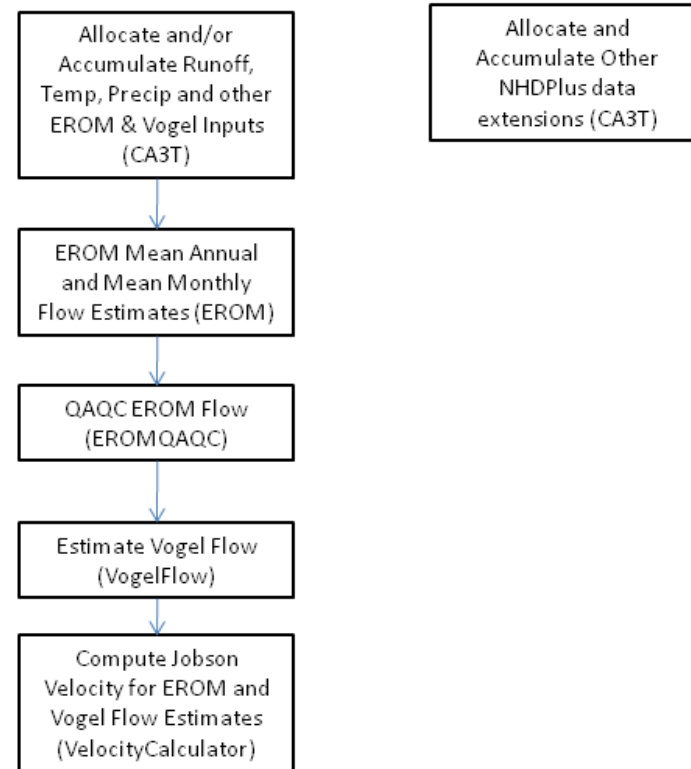 Allocate and/or
Accumulate Runoff,
Temp, Precip and other
EROM & Vogel Inputs
(CA3T)
Allocate and
Accumulate Other
NHDPlus data
extensions (CA3T)
EROM Mean Annual
and Mean Monthly
Flow Estimates (EROM)
QAQC EROM Flow
(EROMQAQC)
Estimate Vogel Flow
(VogelFlow)
Compute Jobson
Velocity for EROM and
Vogel Flow Estimates
(VelocityCalculator)